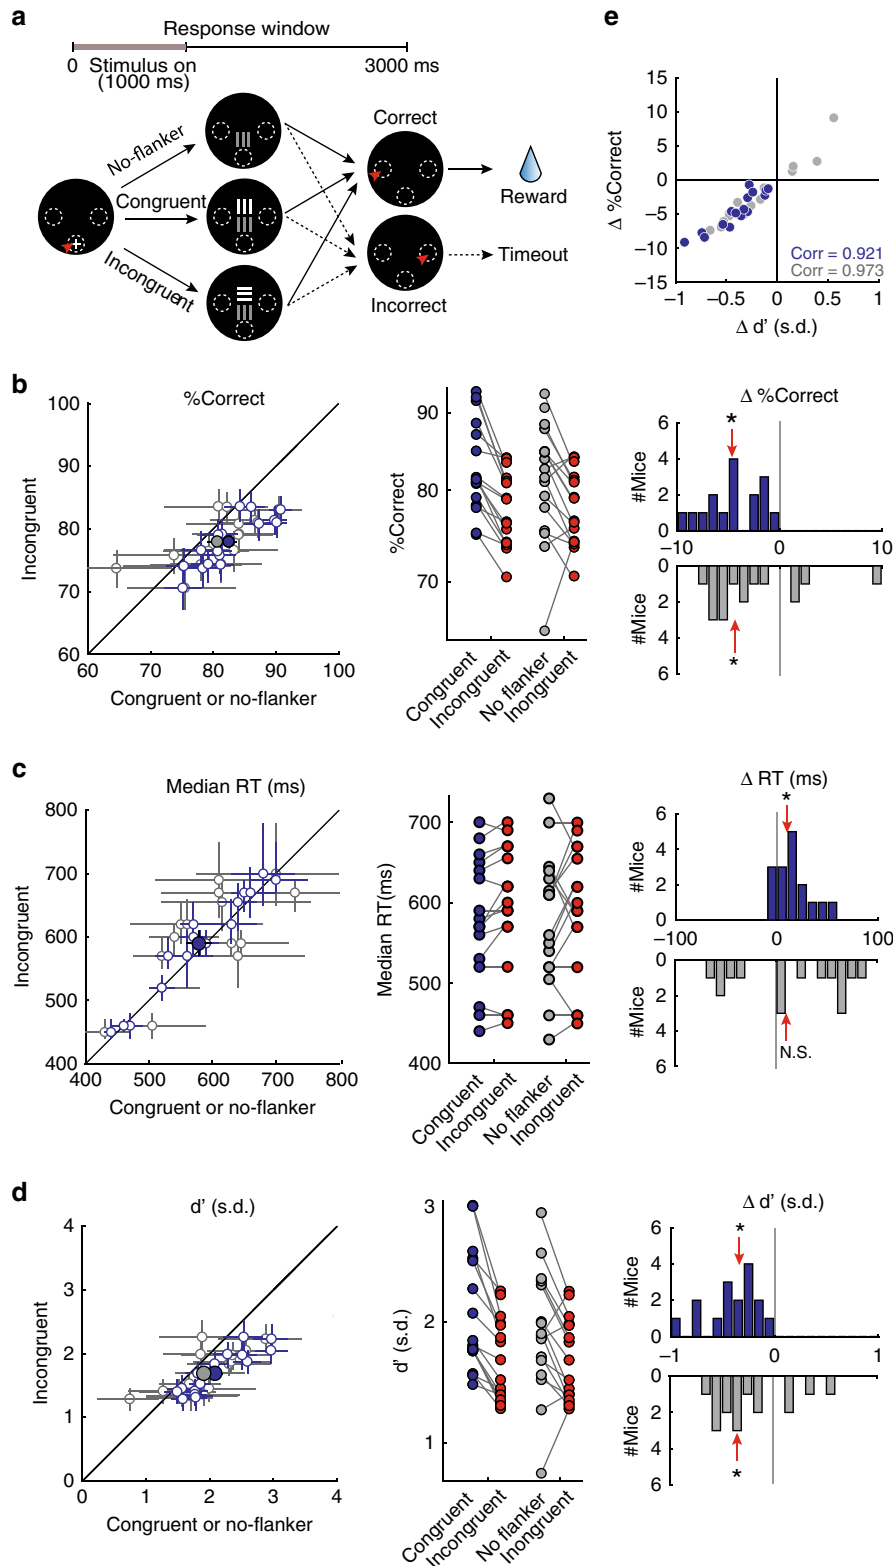 a
Response window
0 Stimulus on 3000 ms
(1000 ms)
No-flanker
Congruent
Incongruent
Correct
Incorrect
Reward
Timeout
e
15
10
5
0
−5
−10
−15
Δ %Correct
Corr = 0.921
Corr = 0.973
−1 −0.5 0 0.5 1
Δ d’ (s.d.)
b
%Correct
100
90
80
70
60
Incongruent
60 70 80 90 100
Congruent or no-flanker
90
80
70
%Correct
Congruent
Incongruent
No flanker
Inongruent
Δ %Correct
*
6
4
2
0
#Mice
−10 0 10
0
2
4
6
#Mice
*
c
Median RT (ms)
800
700
600
500
400
Incongruent
400 500 600 700 800
Congruent or no-flanker
700
600
500
400
Median RT(ms)
Congruent
Incongruent
No flanker
Inongruent
Δ RT (ms)
*
6
4
2
0
#Mice
−100 0 100
0
2
4
6
#Mice
N.S.
d
d’ (s.d.)
4
3
2
1
0
Incongruent
0 1 2 3 4
Congruent or no-flanker
3
2
1
d’ (s.d.)
Congruent
Incongruent
No flanker
Inongruent
Δ d’ (s.d.)
*
6
4
2
0
#Mice
−1 0 1
0
2
4
6
#Mice
*